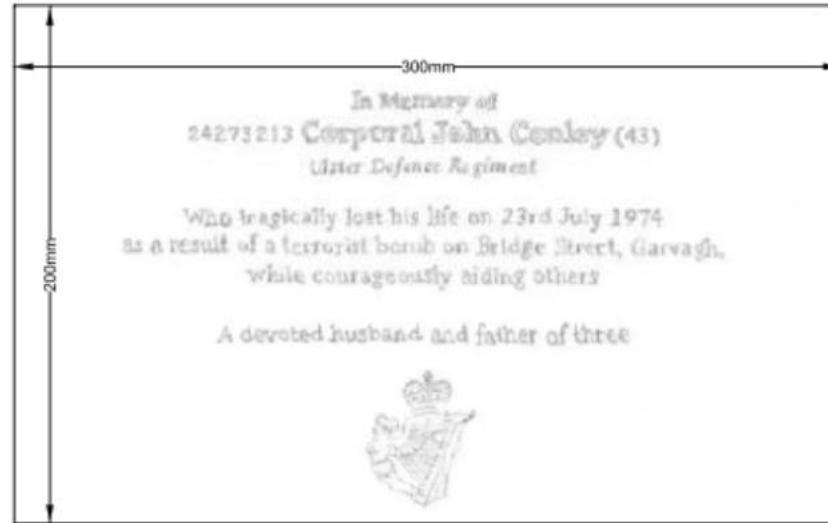 300mm
In Memory of
24273213 Corporal John Conley (43)
Ulster Defence Regiment
Who tragically lost his life on 23rd July 1974
as a result of a terrorist bomb on Bridge Street, Garvagh,
while courageously aiding others
200mm
A devoted husband and father of three